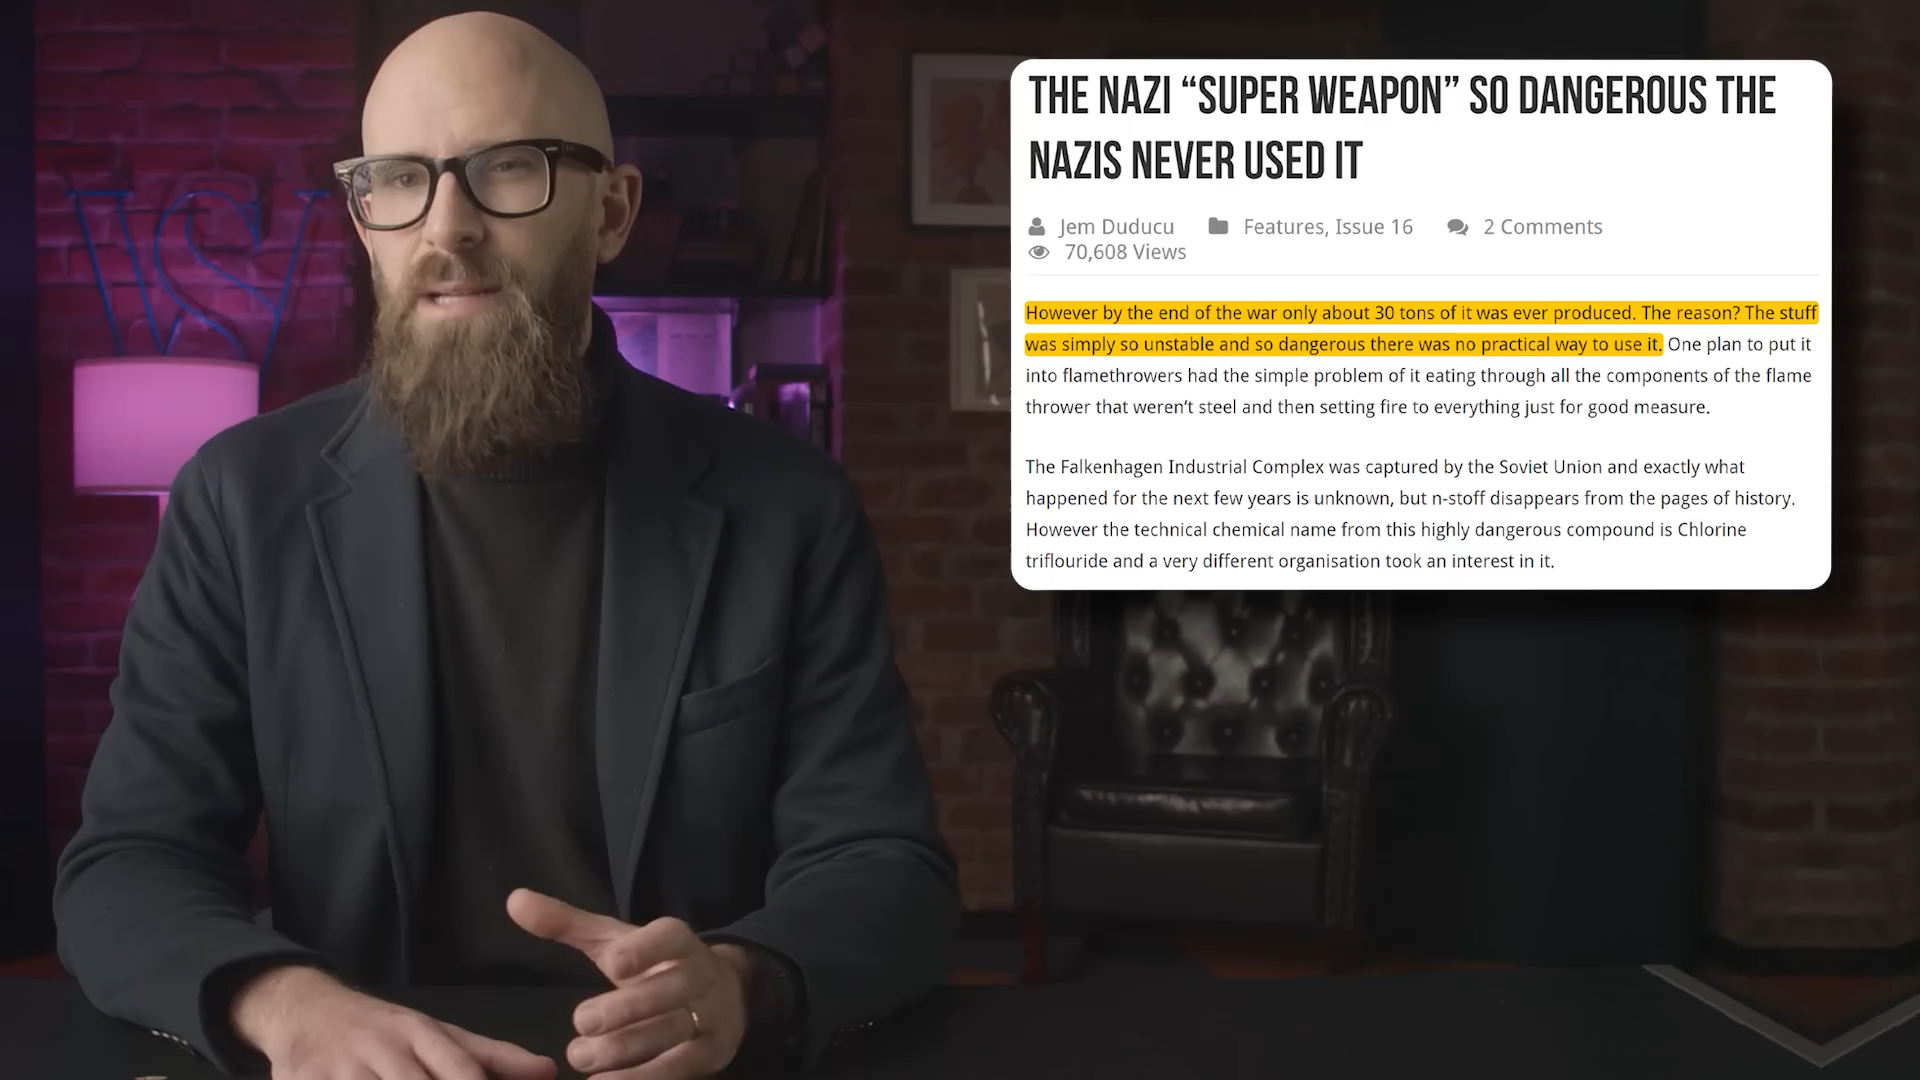 THE NAZI “SUPER WEAPON” SO DANGEROUS THE
NAZIS NEVER USED IT
Jem Duducu Features, Issue 16 2 Comments
70,608 Views
However by the end of the war only about 30 tons of it was ever produced. The reason? The stuff
was simply so unstable and so dangerous there was no practical way to use it. One plan to put it
into flamethrowers had the simple problem of it eating through all the components of the flame
thrower that weren’t steel and then setting fire to everything just for good measure.
The Falkenhagen Industrial Complex was captured by the Soviet Union and exactly what
happened for the next few years is unknown, but n-stoff disappears from the pages of history.
However the technical chemical name from this highly dangerous compound is Chlorine
triflouride and a very different organisation took an interest in it.